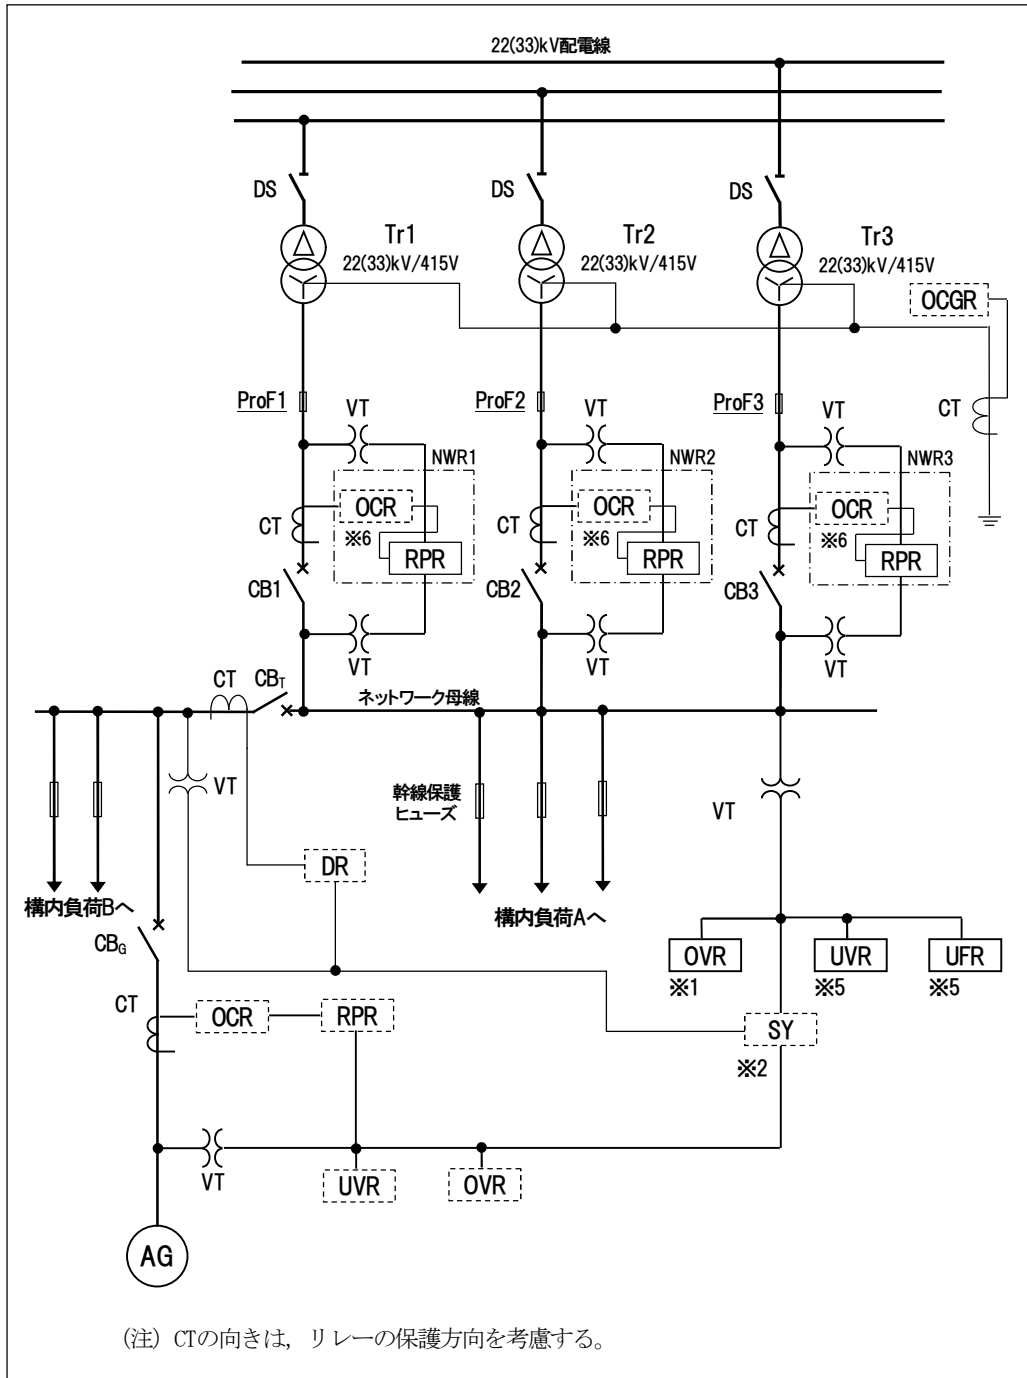 22(33)kV配電線
DS
DS
DS
Tr1
22(33)kV/415V
Tr2
22(33)kV/415V
Tr3
22(33)kV/415V
OCGR
CT
ProF1
ProF2
ProF3
VT
VT
VT
NWR1
NWR2
NWR3
OCR
OCR
OCR
CT
CT
CT
※6
※6
※6
RPR
RPR
RPR
CB1
CB2
CB3
VT
VT
VT
CT
CBT
ネットワーク母線
VT
幹線保護
ヒューズ
VT
DR
構内負荷Bへ
構内負荷Aへ
CBG
OVR
UVR
UFR
※1
※5
※5
CT
OCR
RPR
SY
※2
VT
UVR
OVR
AG
(注) CTの向きは，リレーの保護方向を考慮する。